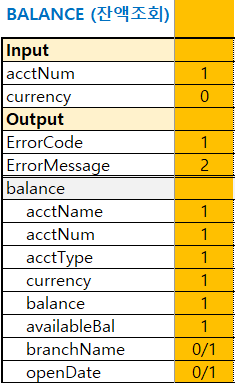 BALANCE (잔액조회)
Input
acctNum 1
currency 0
Output
ErrorCode 1
ErrorMessage 2
balance
acctName 1
acctNum 1
acctType 1
currency 1
balance 1
availableBal 1
branchName 0/1
openDate 0/1